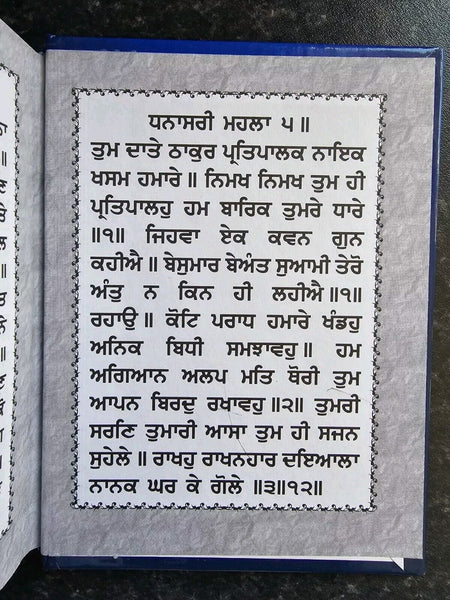 ਧਨਾਸਰੀ ਮਹਲਾ ੫ ॥
ਤੁਮ ਦਾਤੇ ਠਾਕੁਰ ਪ੍ਰਤਿਪਾਲਕ ਨਾਇਕ
ਖਸਮ ਹਮਾਰੇ ॥ ਨਿਮਖ ਨਿਮਖ ਤੁਮ ਹੀ
ਪ੍ਰਤਿਪਾਲਹੁ ਹਮ ਬਾਰਿਕ ਤੁਮਰੇ ਧਾਰੇ
॥੧॥ ਜਿਹਵਾ ਏਕ ਕਵਨ ਗੁਨ
ਕਹੀਐ ॥ ਬੇਸੁਮਾਰ ਬੇਅੰਤ ਸੁਆਮੀ ਤੇਰੋ
ਅੰਤੁ ਨ ਕਿਨ ਹੀ ਲਹੀਐ ॥੧॥
ਰਹਾਉ ॥ ਕੋਟਿ ਪਰਾਧ ਹਮਾਰੇ ਖੰਡਹੁ
ਅਨਿਕ ਬਿਧੀ ਸਮਝਾਵਹੁ ॥ ਹਮ
ਅਗਿਆਨ ਅਲਪ ਮਤਿ ਥੋਰੀ ਤੁਮ
ਆਪਨ ਬਿਰਦੁ ਰਖਾਵਹੁ ॥੨॥ ਤੁਮਰੀ
ਸਰਣਿ ਤੁਮਾਰੀ ਆਸਾ ਤੁਮ ਹੀ ਸਜਨ
ਸੁਹੇਲੇ ॥ ਰਾਖਹੁ ਰਾਖਨਹਾਰ ਦਇਆਲਾ
ਨਾਨਕ ਘਰ ਕੇ ਗੋਲੇ ॥੩॥੧੨॥